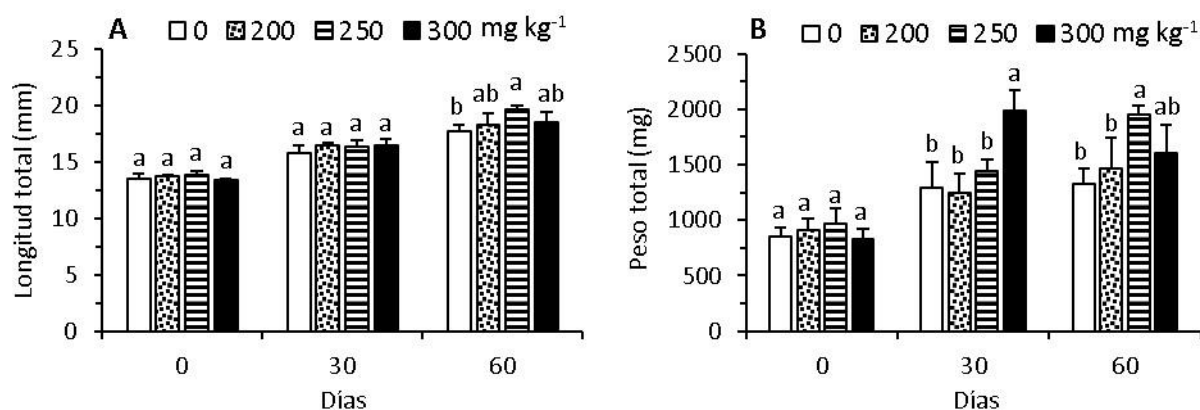 A 0 200 250 300 mg kg⁻¹
Longitud total (mm)
25
20
15
10
5
0
a a a a
a a a a
b ab a ab
0 30 60
Días
B 0 200 250 300 mg kg⁻¹
Peso total (mg)
2 500
2000
1500
1000
500
0
a a a a
b b b a
b b a ab
0 30 60
Días